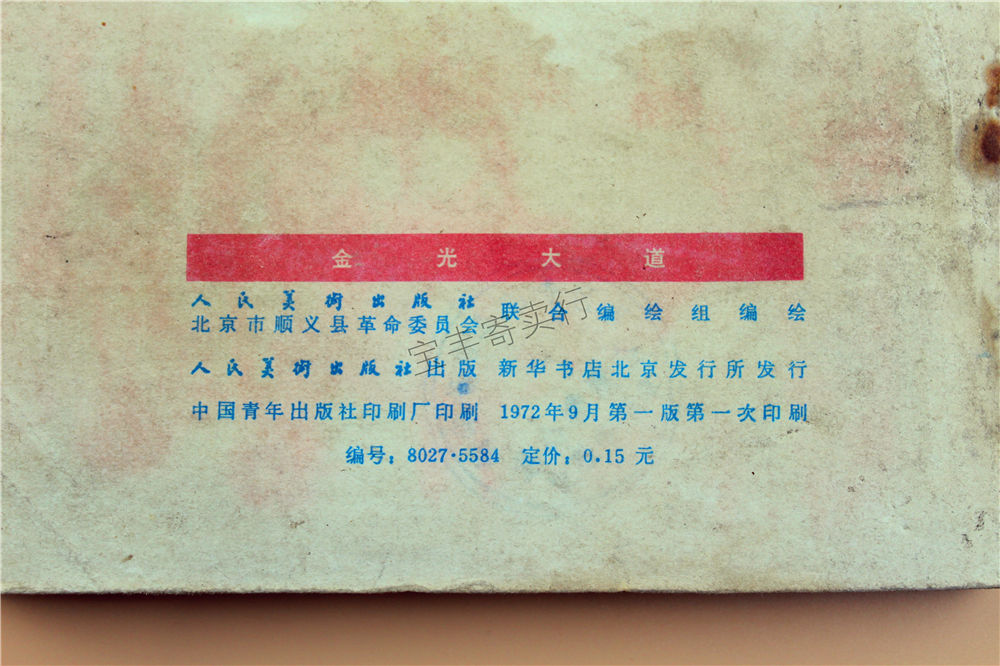 金光大道
人民美術出版社
北京市顺义县革命委员会 联合编绘组编绘
人民美術出版社出版 新华书店北京发行所发行
中国青年出版社印刷厂印刷 1972年9月第一版第一次印刷
编号：8027·5584 定价：0.15元
宝丰寄卖行